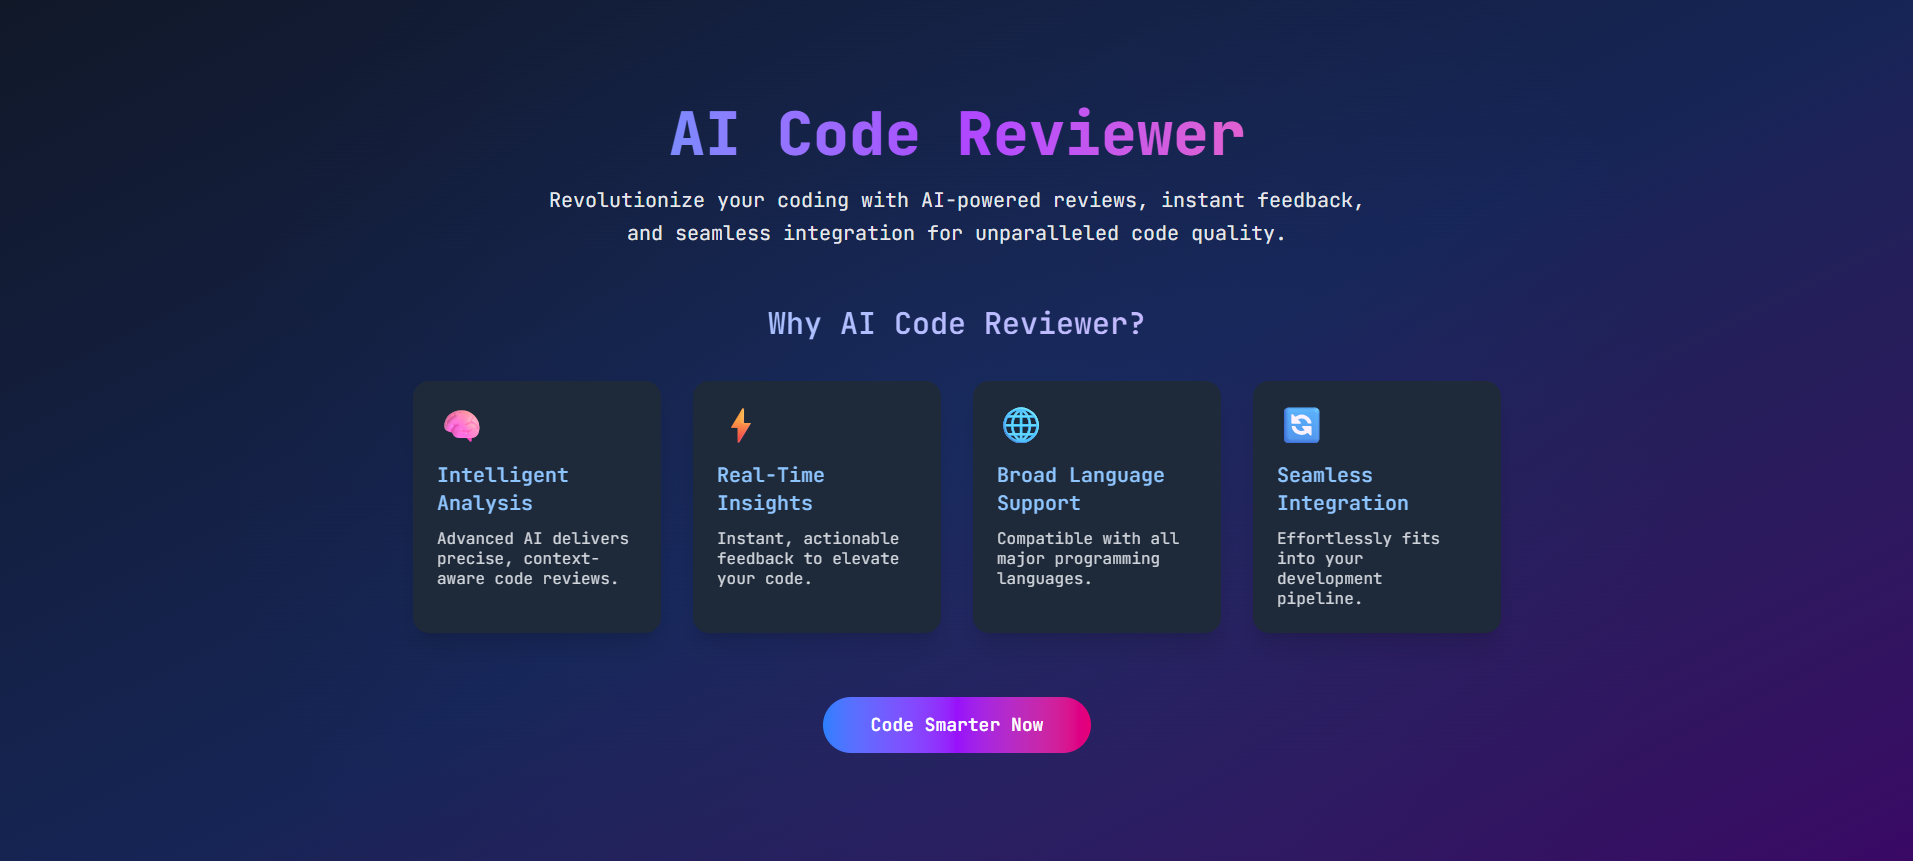 AI Code Reviewer
Revolutionize your coding with AI-powered reviews, instant feedback,
and seamless integration for unparalleled code quality.
Why AI Code Reviewer?
Intelligent
Analysis
Advanced AI delivers
precise, context-
aware code reviews.
Real-Time
Insights
Instant, actionable
feedback to elevate
your code.
Broad Language
Support
Compatible with all
major programming
languages.
Seamless
Integration
Effortlessly fits
into your
development
pipeline.
Code Smarter Now